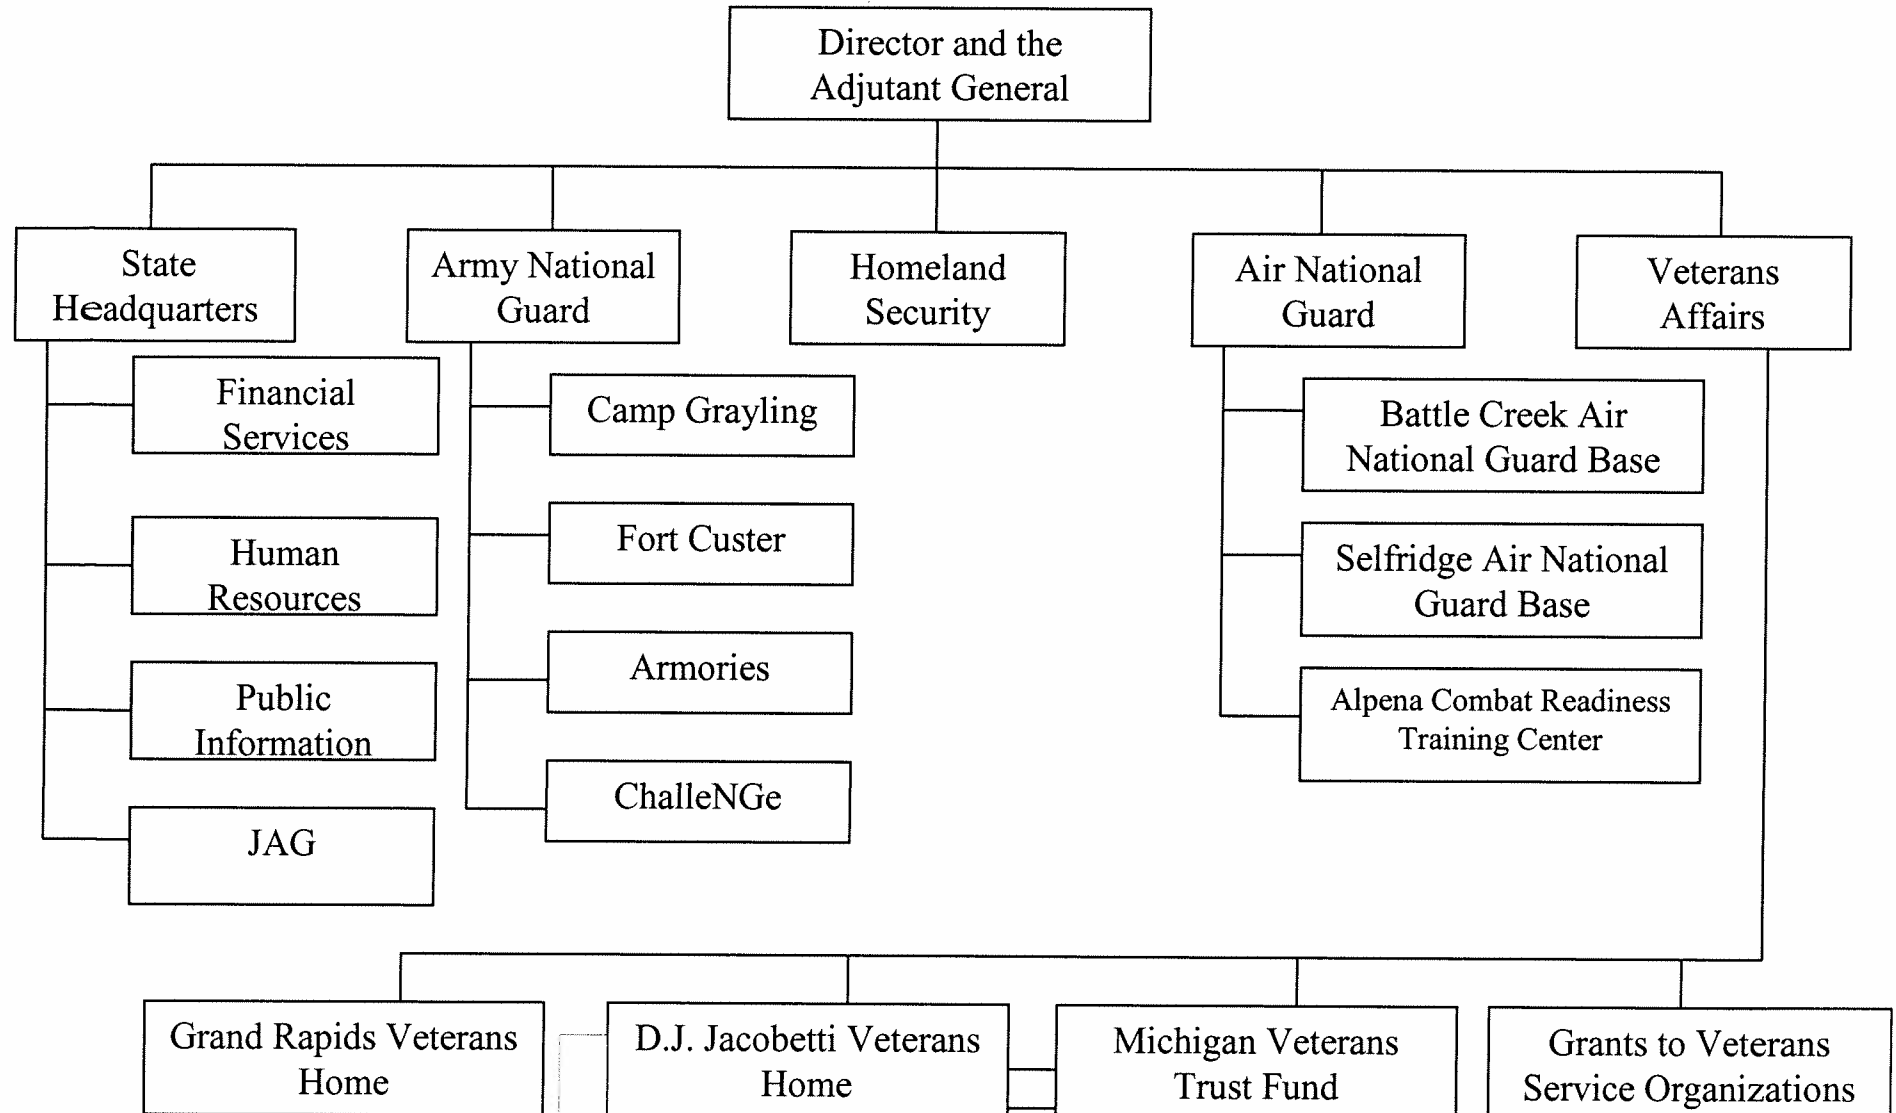 Director and the
Adjutant General
State
Headquarters
Army National
Guard
Homeland
Security
Air National
Guard
Veterans
Affairs
Financial
Services
Human
Resources
Public
Information
JAG
Camp Grayling
Fort Custer
Armories
ChalleNGe
Battle Creek Air
National Guard Base
Selfridge Air National
Guard Base
Alpena Combat Readiness
Training Center
Grand Rapids Veterans
Home
D.J. Jacobetti Veterans
Home
Michigan Veterans
Trust Fund
Grants to Veterans
Service Organizations